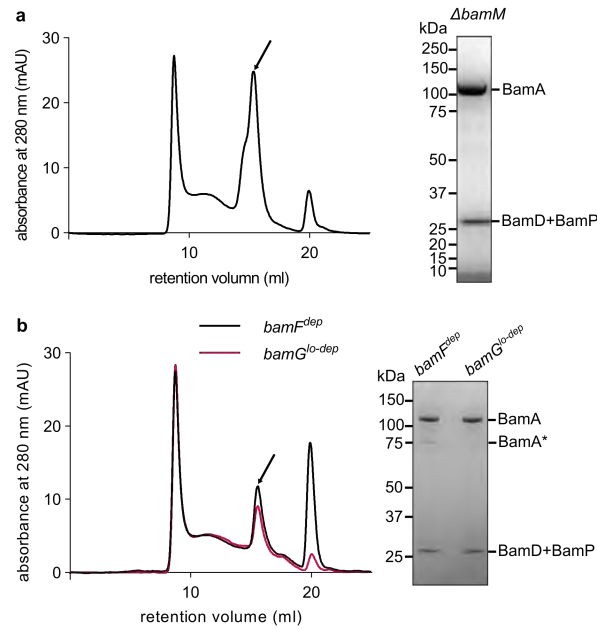 a
ΔbamM
absorbance at 280 nm (mAU)
30
20
10
0
10
20
retention volumn (ml)
kDa
250
150
100
75
50
37
25
20
15
10
BamA
BamD+BamP
b
bamF^dep
bamG^lo-dep
absorbance at 280 nm (mAU)
30
20
10
0
10
20
retention volume (ml)
bamF^dep
bamG^lo-dep
kDa
150
100
75
50
37
25
BamA
BamA*
BamD+BamP